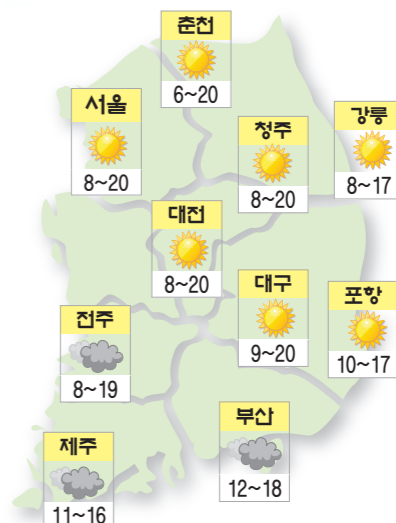 춘천
6~20
서울
8~20
청주
8~20
강릉
8~17
대전
8~20
대구
9~20
포항
10~17
전주
8~19
부산
12~18
제주
11~16